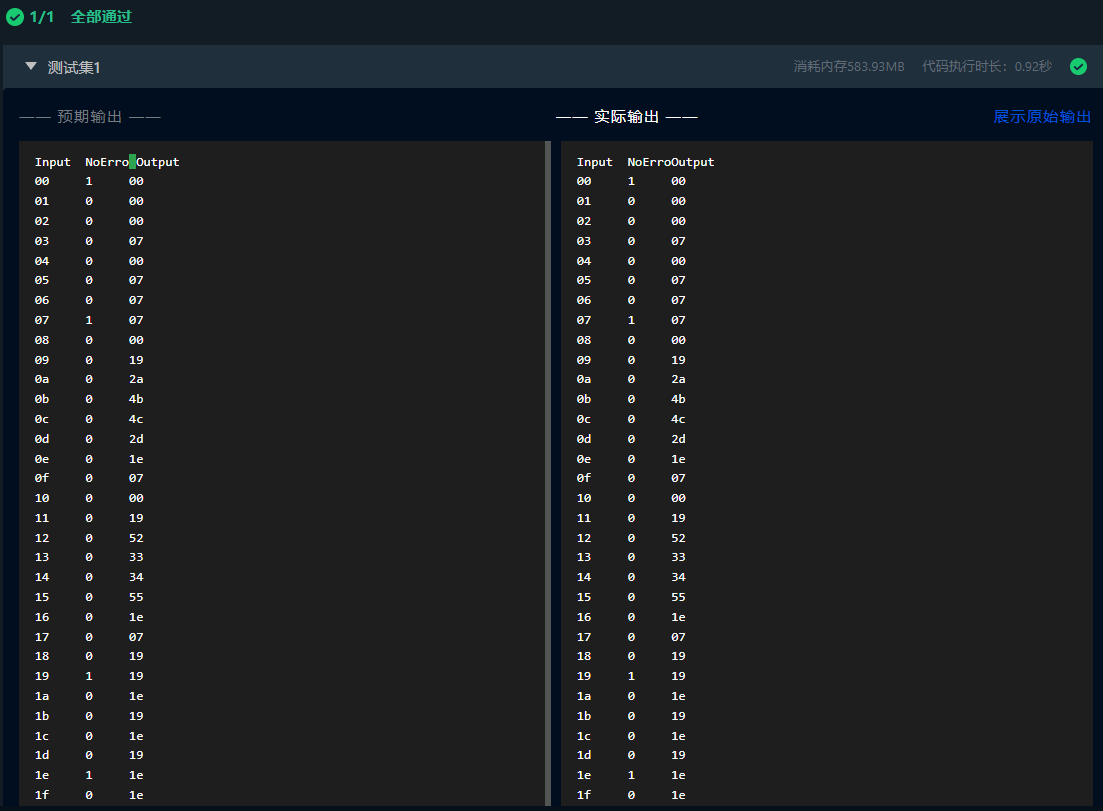 1/1 全部通过
测试集1 消耗内存583.93MB 代码执行时长：0.92秒
—— 预期输出 —— —— 实际输出 —— 展示原始输出
Input NoErro Output Input NoErroOutput
00 1 00 00 1 00
01 0 00 01 0 00
02 0 00 02 0 00
03 0 07 03 0 07
04 0 00 04 0 00
05 0 07 05 0 07
06 0 07 06 0 07
07 1 07 07 1 07
08 0 00 08 0 00
09 0 19 09 0 19
0a 0 2a 0a 0 2a
0b 0 4b 0b 0 4b
0c 0 4c 0c 0 4c
0d 0 2d 0d 0 2d
0e 0 1e 0e 0 1e
0f 0 07 0f 0 07
10 0 00 10 0 00
11 0 19 11 0 19
12 0 52 12 0 52
13 0 33 13 0 33
14 0 34 14 0 34
15 0 55 15 0 55
16 0 1e 16 0 1e
17 0 07 17 0 07
18 0 19 18 0 19
19 1 19 19 1 19
1a 0 1e 1a 0 1e
1b 0 19 1b 0 19
1c 0 1e 1c 0 1e
1d 0 19 1d 0 19
1e 1 1e 1e 1 1e
1f 0 1e 1f 0 1e